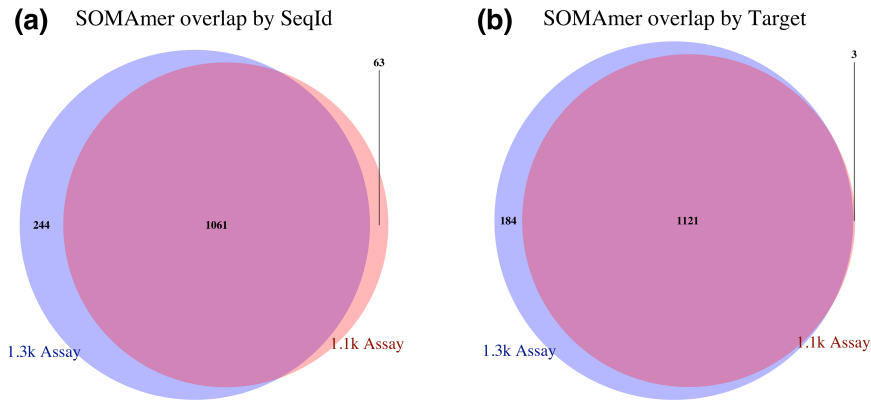 (a) SOMAmer overlap by SeqId
63
244
1061
1.3k Assay
1.1k Assay
(b) SOMAmer overlap by Target
3
184
1121
1.3k Assay
1.1k Assay